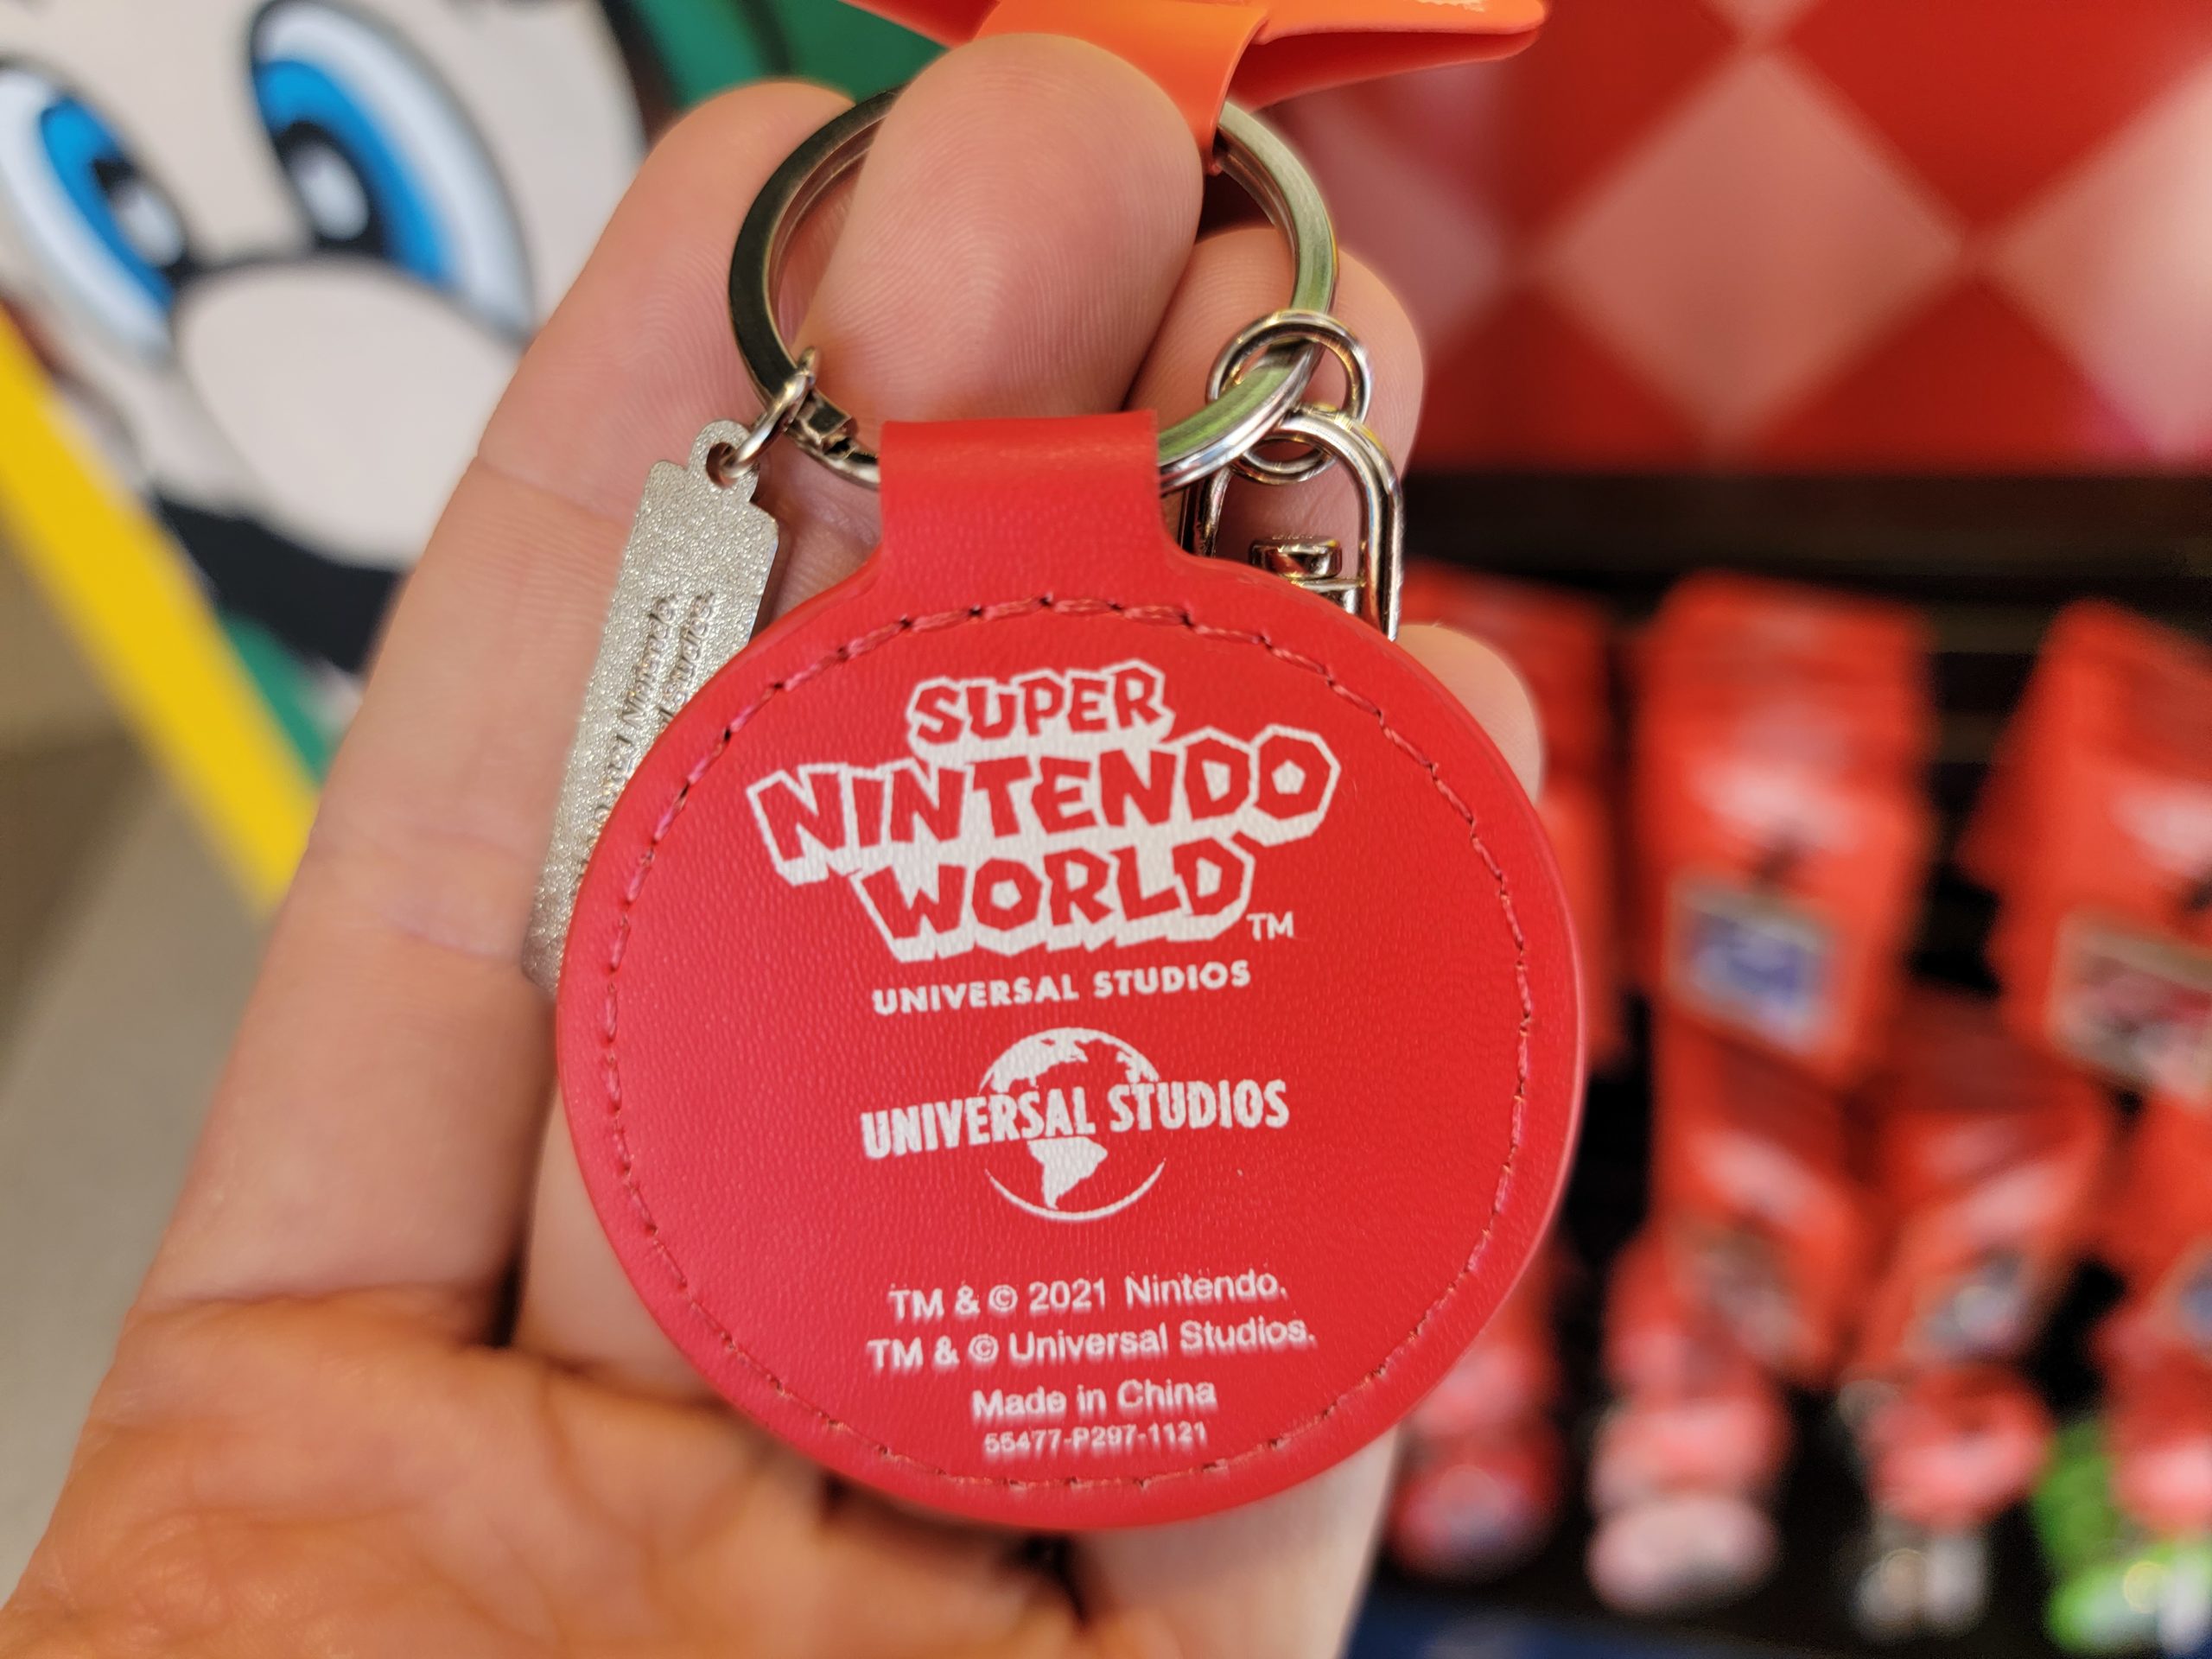 SUPER
NINTENDO
WORLD
TM
UNIVERSAL STUDIOS
UNIVERSAL STUDIOS
TM & © 2021 Nintendo.
TM & © Universal Studios.
Made in China
55477-P297-1121
Nintendo.